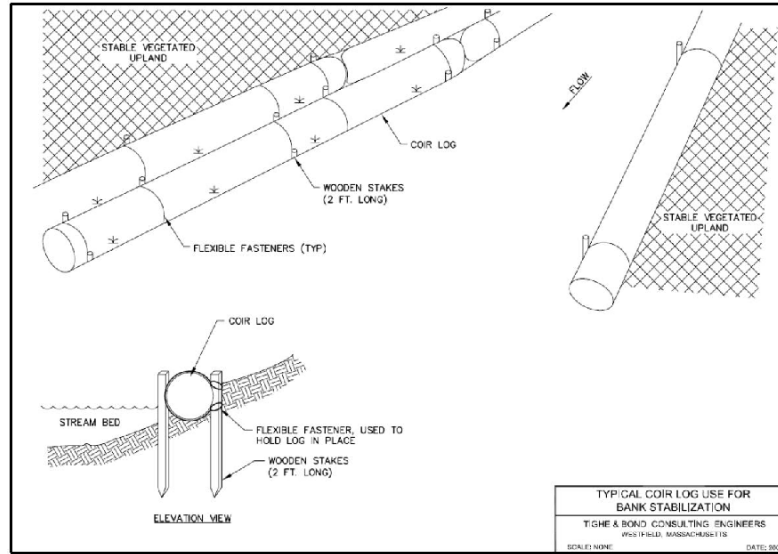 STABLE VEGETATED
UPLAND
FLOW
COIR LOG
WOODEN STAKES
(2 FT. LONG)
FLEXIBLE FASTENERS (TYP)
STABLE VEGETATED
UPLAND
COIR LOG
STREAM BED
FLEXIBLE FASTENER, USED TO
HOLD LOG IN PLACE
WOODEN STAKES
(2 FT. LONG)
ELEVATION VIEW
TYPICAL COIR LOG USE FOR
BANK STABILIZATION
TIGHE & BOND CONSULTING ENGINEERS
WESTFIELD, MASSACHUSETTS
SCALE: NONE
DATE: